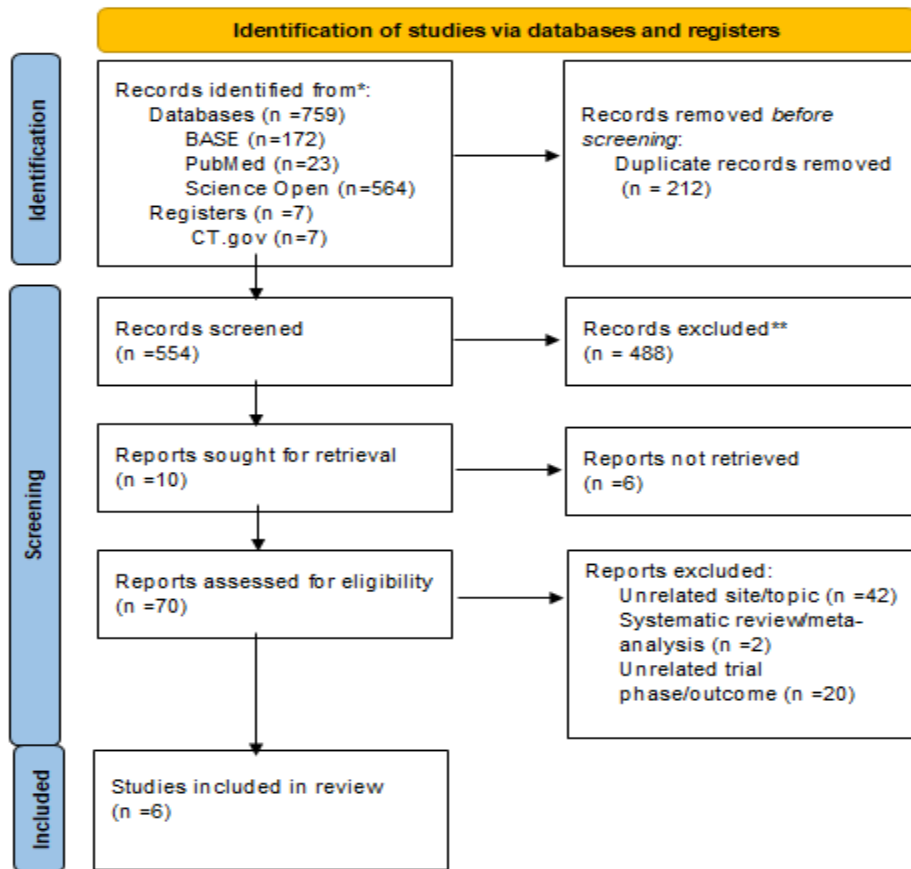 Identification of studies via databases and registers
Identification
Records identified from*:
Databases (n =759)
BASE (n=172)
PubMed (n=23)
Science Open (n=564)
Registers (n =7)
CT.gov (n=7)
Records removed before
screening:
Duplicate records removed
(n = 212)
Screening
Records screened
(n =554)
Records excluded**
(n = 488)
Reports sought for retrieval
(n =10)
Reports not retrieved
(n =6)
Reports assessed for eligibility
(n =70)
Reports excluded:
Unrelated site/topic (n =42)
Systematic review/meta-
analysis (n =2)
Unrelated trial
phase/outcome (n =20)
Included
Studies included in review
(n =6)